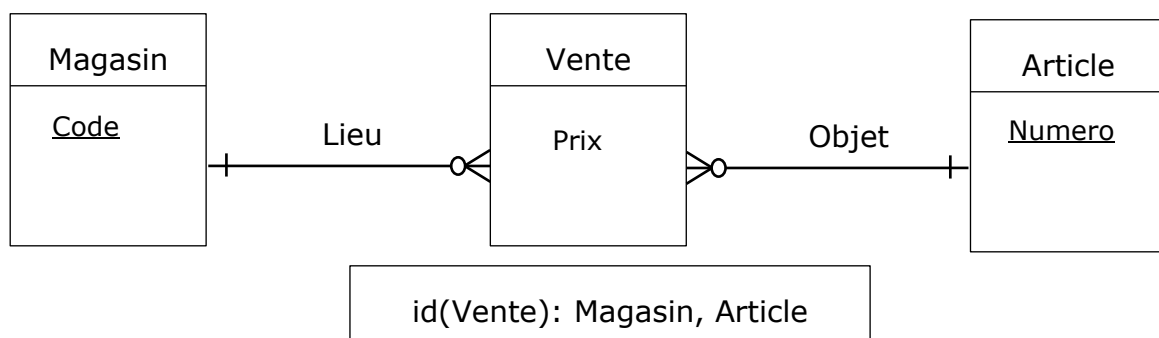 Magasin
Code
Lieu
Vente
Prix
Objet
Article
Numero
id(Vente): Magasin, Article